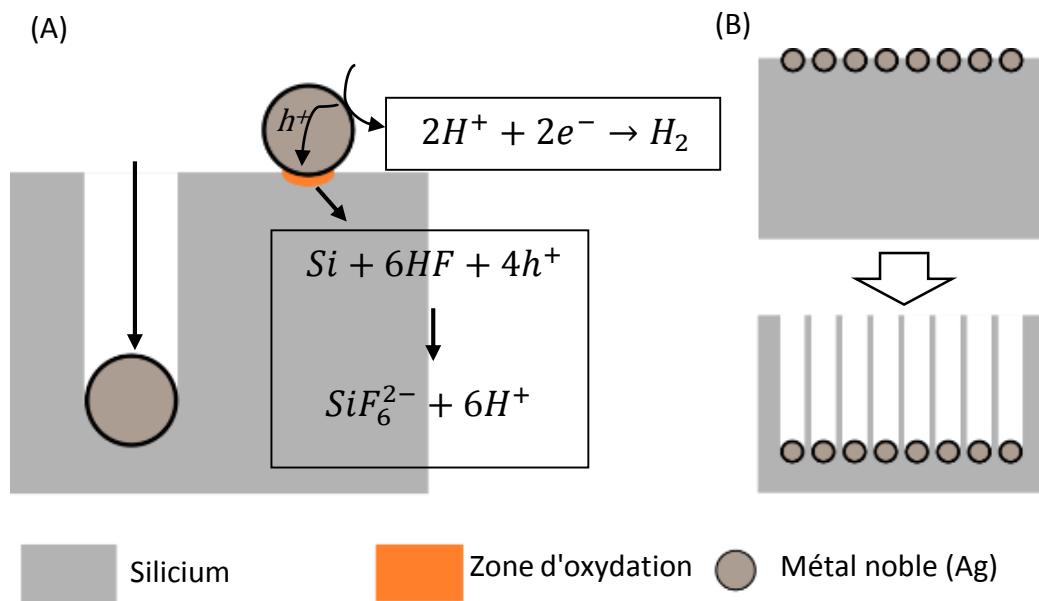 (A)
(B)
h⁺
2H⁺ + 2e⁻ → H₂
Si + 6HF + 4h⁺
SiF₆²⁻ + 6H⁺
Silicium
Zone d'oxydation
Métal noble (Ag)